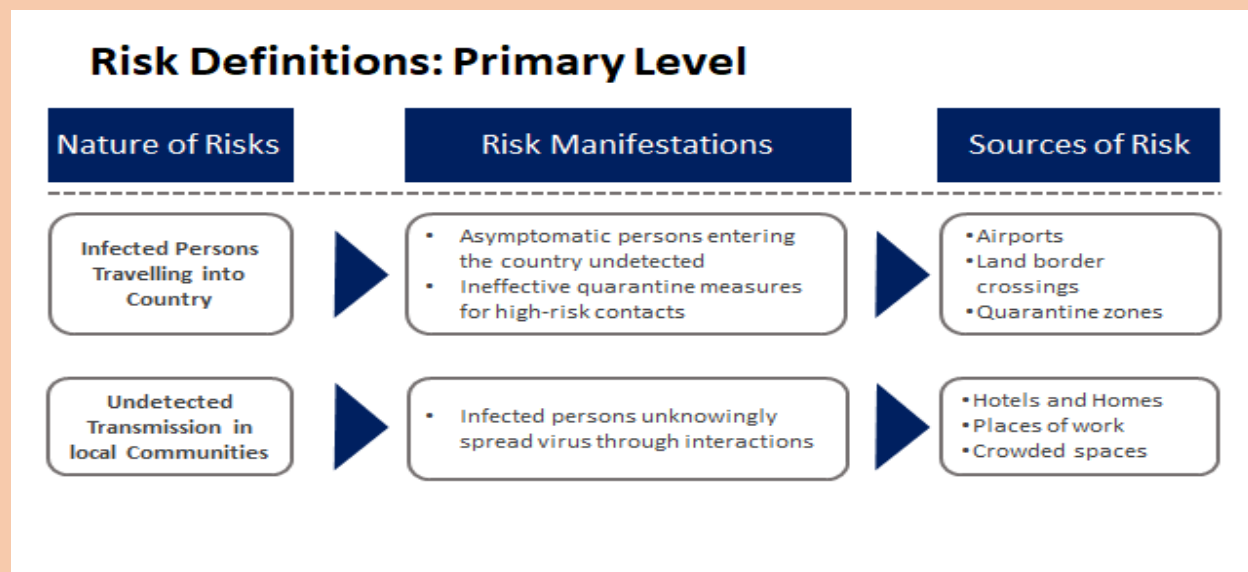 Risk Definitions: Primary Level
Nature of Risks
Risk Manifestations
Sources of Risk
Infected Persons
Travelling into
Country
• Asymptomatic persons entering
the country undetected
• Ineffective quarantine measures
for high-risk contacts
•Airports
•Land border
crossings
•Quarantine zones
Undetected
Transmission in
local Communities
• Infected persons unknowingly
spread virus through interactions
•Hotels and Homes
•Places of work
•Crowded spaces